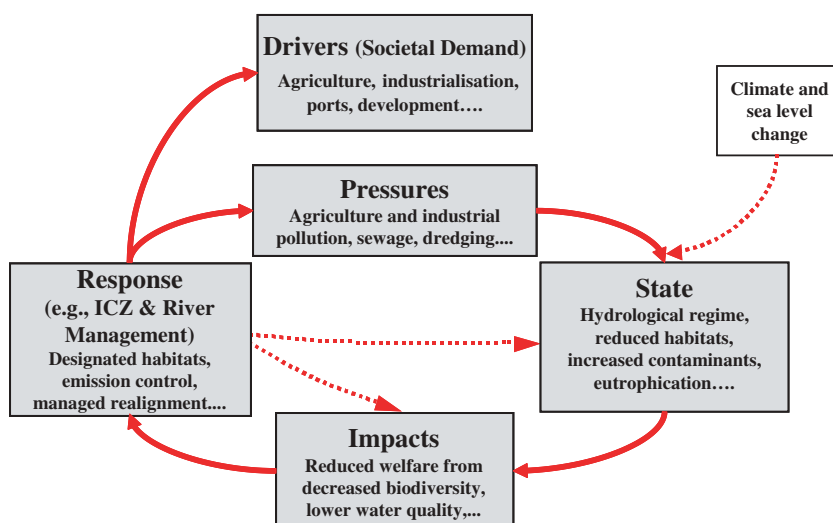 Drivers (Societal Demand)
Agriculture, industrialisation,
ports, development....
Climate and
sea level
change
Pressures
Agriculture and industrial
pollution, sewage, dredging....
Response
(e.g., ICZ & River
Management)
Designated habitats,
emission control,
managed realignment....
State
Hydrological regime,
reduced habitats,
increased contaminants,
eutrophication....
Impacts
Reduced welfare from
decreased biodiversity,
lower water quality,...